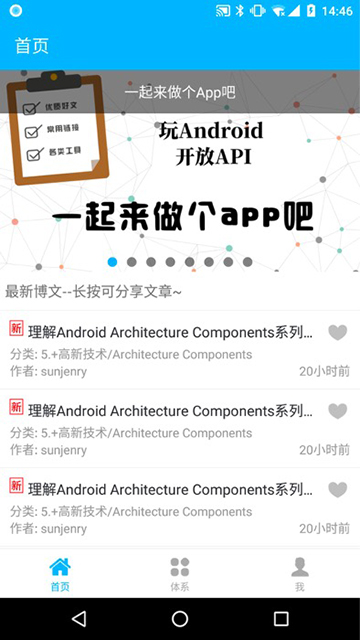 14:46
首页
一起来做个App吧
优质好文
常用链接
各类工具
玩Android
开放API
一起来做个app吧
最新博文--长按可分享文章~
新 理解Android Architecture Components系列...
分类: 5.+高新技术/Architecture Components
作者: sunjenry 20小时前
新 理解Android Architecture Components系列...
分类: 5.+高新技术/Architecture Components
作者: sunjenry 20小时前
新 理解Android Architecture Components系列...
分类: 5.+高新技术/Architecture Components
作者: sunjenry 20小时前
首页 体系 我